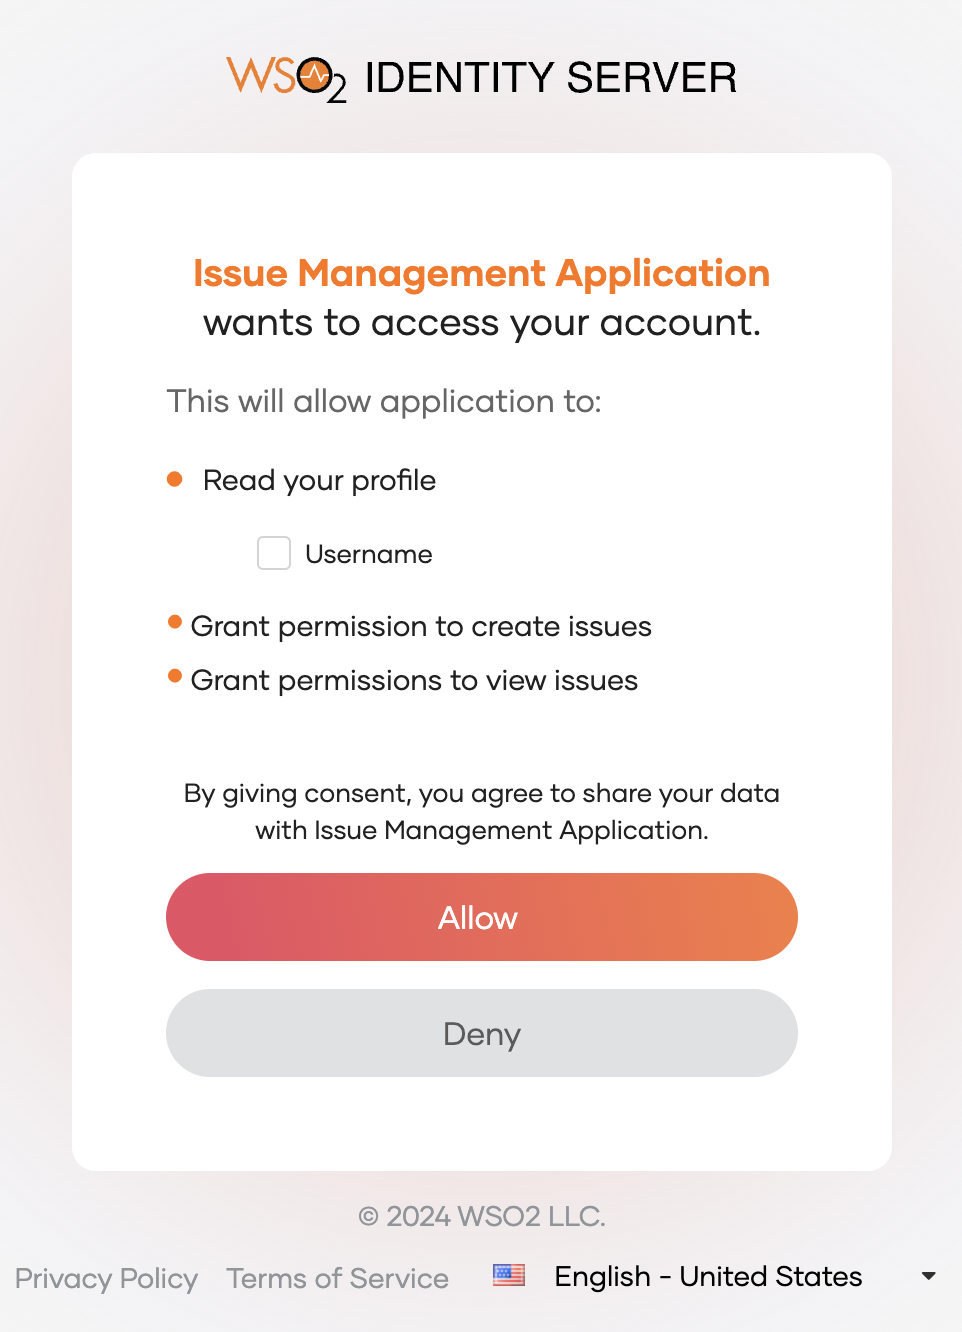 WSO2 IDENTITY SERVER
Issue Management Application
wants to access your account.
This will allow application to:
Read your profile
Username
Grant permission to create issues
Grant permissions to view issues
By giving consent, you agree to share your data
with Issue Management Application.
Allow
Deny
© 2024 WSO2 LLC.
Privacy Policy Terms of Service English - United States